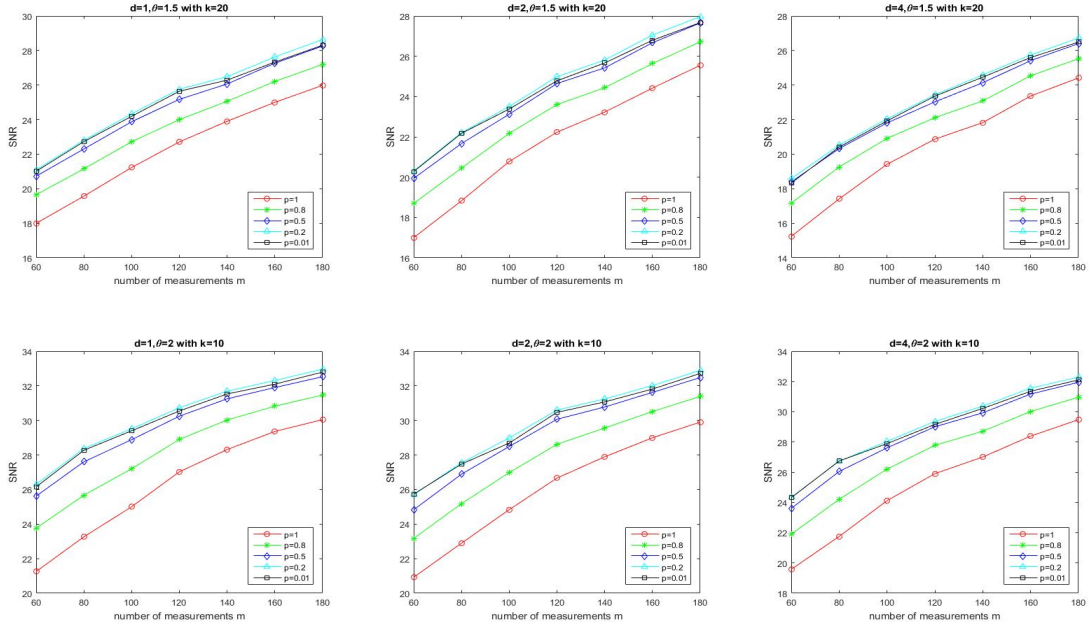 d=1,θ=1.5 with k=20
30
28
26
24
22
20
18
16
SNR
60 80 100 120 140 160 180
number of measurements m
p=1
p=0.8
p=0.5
p=0.2
p=0.01
d=2,θ=1.5 with k=20
28
26
24
22
20
18
16
SNR
60 80 100 120 140 160 180
number of measurements m
p=1
p=0.8
p=0.5
p=0.2
p=0.01
d=4,θ=1.5 with k=20
28
26
24
22
20
18
16
14
SNR
60 80 100 120 140 160 180
number of measurements m
p=1
p=0.8
p=0.5
p=0.2
p=0.01
d=1,θ=2 with k=10
34
32
30
28
26
24
22
20
SNR
60 80 100 120 140 160 180
number of measurements m
p=1
p=0.8
p=0.5
p=0.2
p=0.01
d=2,θ=2 with k=10
34
32
30
28
26
24
22
20
SNR
60 80 100 120 140 160 180
number of measurements m
p=1
p=0.8
p=0.5
p=0.2
p=0.01
d=4,θ=2 with k=10
34
32
30
28
26
24
22
20
18
SNR
60 80 100 120 140 160 180
number of measurements m
p=1
p=0.8
p=0.5
p=0.2
p=0.01